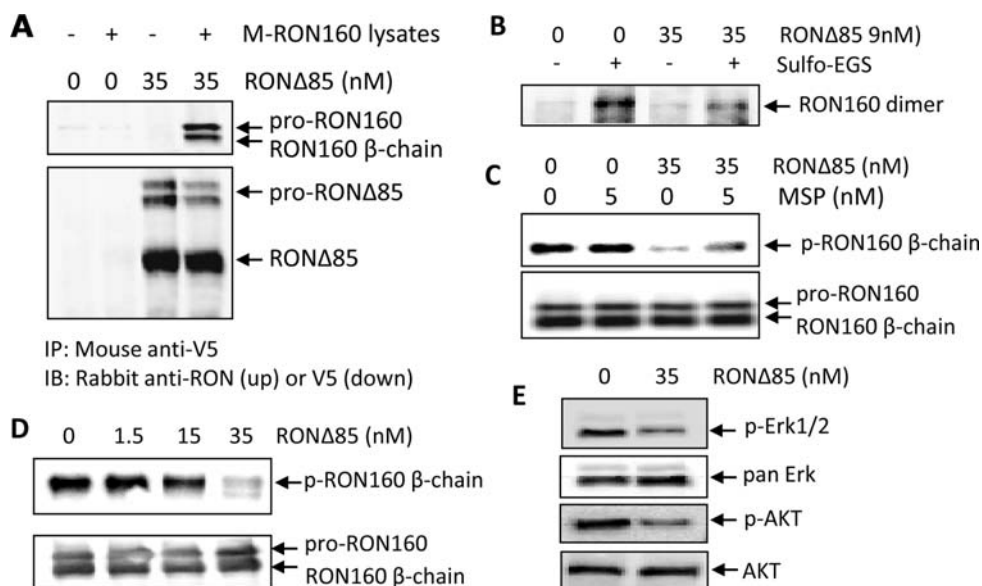 A
- + - + M-RON160 lysates
0 0 35 35 RONΔ85 (nM)
pro-RON160
RON160 β-chain
pro-RONΔ85
RONΔ85
IP: Mouse anti-V5
IB: Rabbit anti-RON (up) or V5 (down)
B
0 0 35 35 RONΔ85 9nM)
- + - + Sulfo-EGS
RON160 dimer
C
0 0 35 35 RONΔ85 (nM)
0 5 0 5 MSP (nM)
p-RON160 β-chain
pro-RON160
RON160 β-chain
D
0 1.5 15 35 RONΔ85 (nM)
p-RON160 β-chain
pro-RON160
RON160 β-chain
E
0 35 RONΔ85 (nM)
p-Erk1/2
pan Erk
p-AKT
AKT